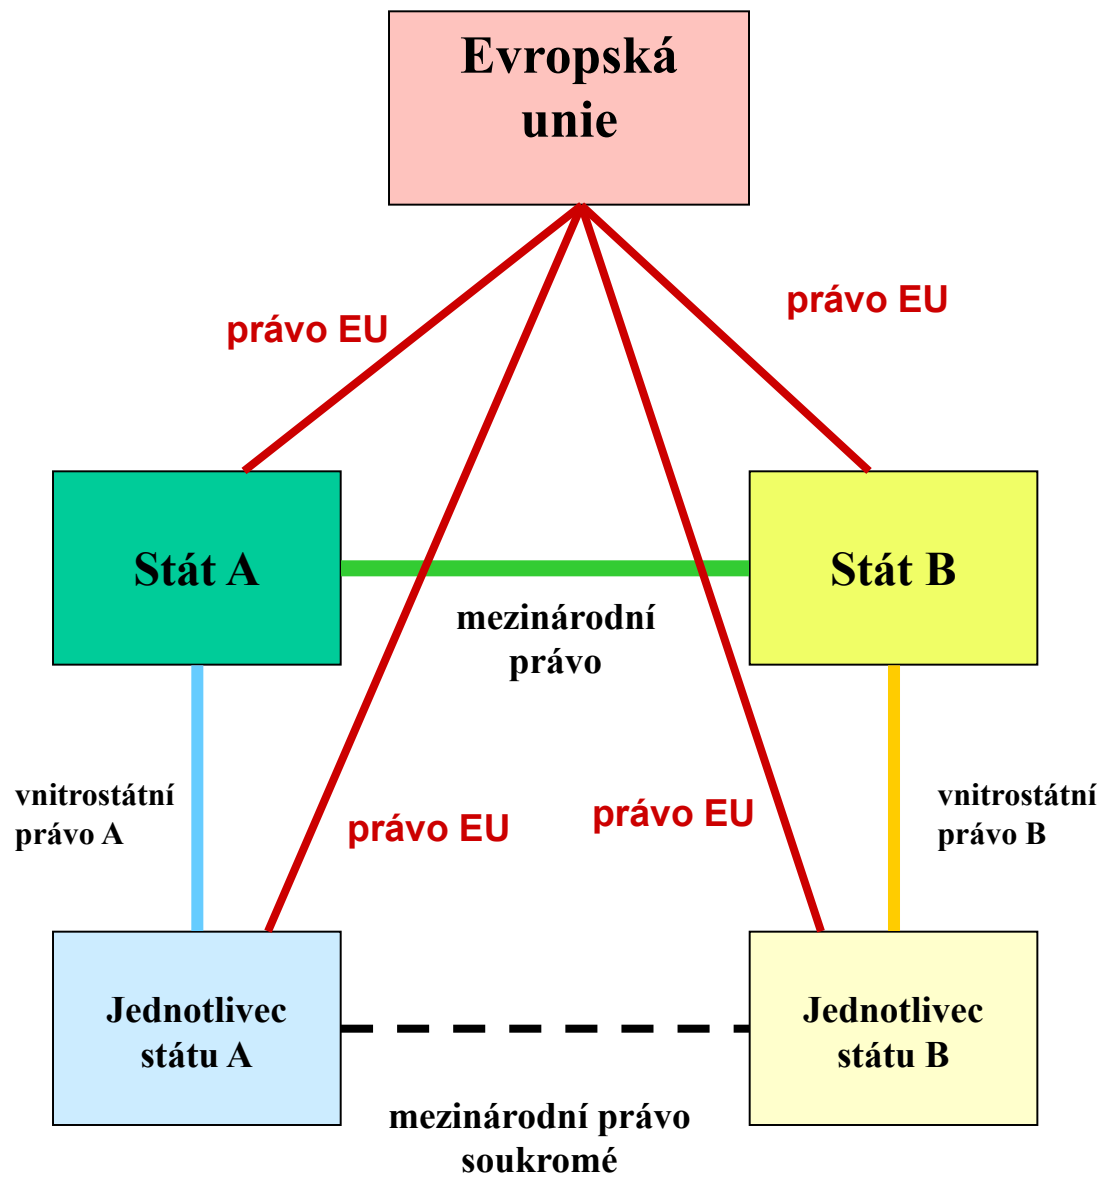 Evropská
unie
právo EU
právo EU
Stát A
Stát B
mezinárodní
právo
vnitrostátní
právo A
vnitrostátní
právo B
právo EU
právo EU
Jednotlivec
státu A
Jednotlivec
státu B
mezinárodní právo
soukromé